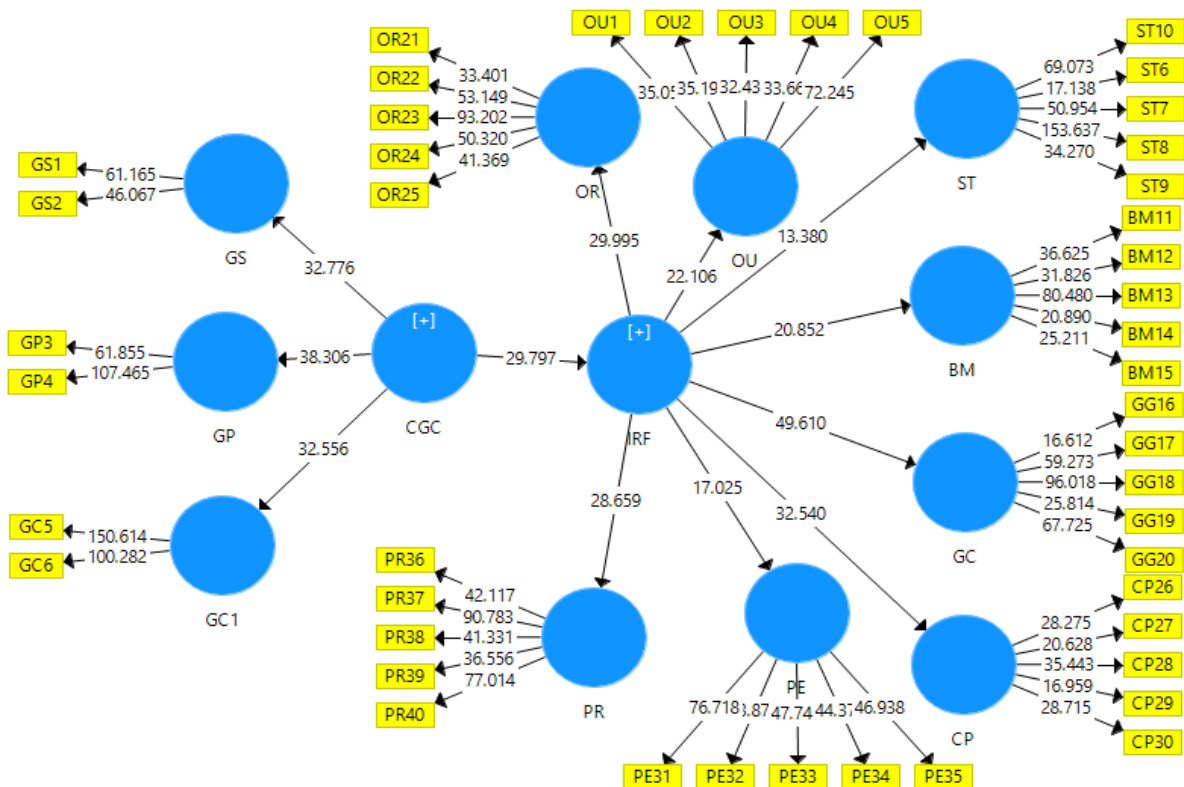 OU1 OU2 OU3 OU4 OU5
OR21
OR22
OR23
OR24
OR25
33.401
53.149
93.202
50.320
41.369
OR
35.19
32.43
72.245
OU
ST10
ST6
ST7
ST8
ST9
69.073
17.138
50.954
153.637
34.270
ST
GS1
GS2
61.165
46.067
GS
29.995
22.106
13.380
BM11
BM12
BM13
BM14
BM15
36.625
31.826
80.480
20.890
25.211
BM
32.776
GP3
GP4
61.855
107.465
GP
38.306
[+]
CGC
29.797
[+]
IRF
20.852
49.610
GG16
GG17
GG18
GG19
GG20
16.612
59.273
96.018
25.814
67.725
GC
32.556
28.659
17.025
32.540
GC5
GC6
150.614
100.282
GC1
PR36
PR37
PR38
PR39
PR40
42.117
90.783
41.331
36.556
77.014
PR
PE
76.718
47.74
46.938
PE31 PE32 PE33 PE34 PE35
CP26
CP27
CP28
CP29
CP30
28.275
20.628
35.443
16.959
28.715
CP